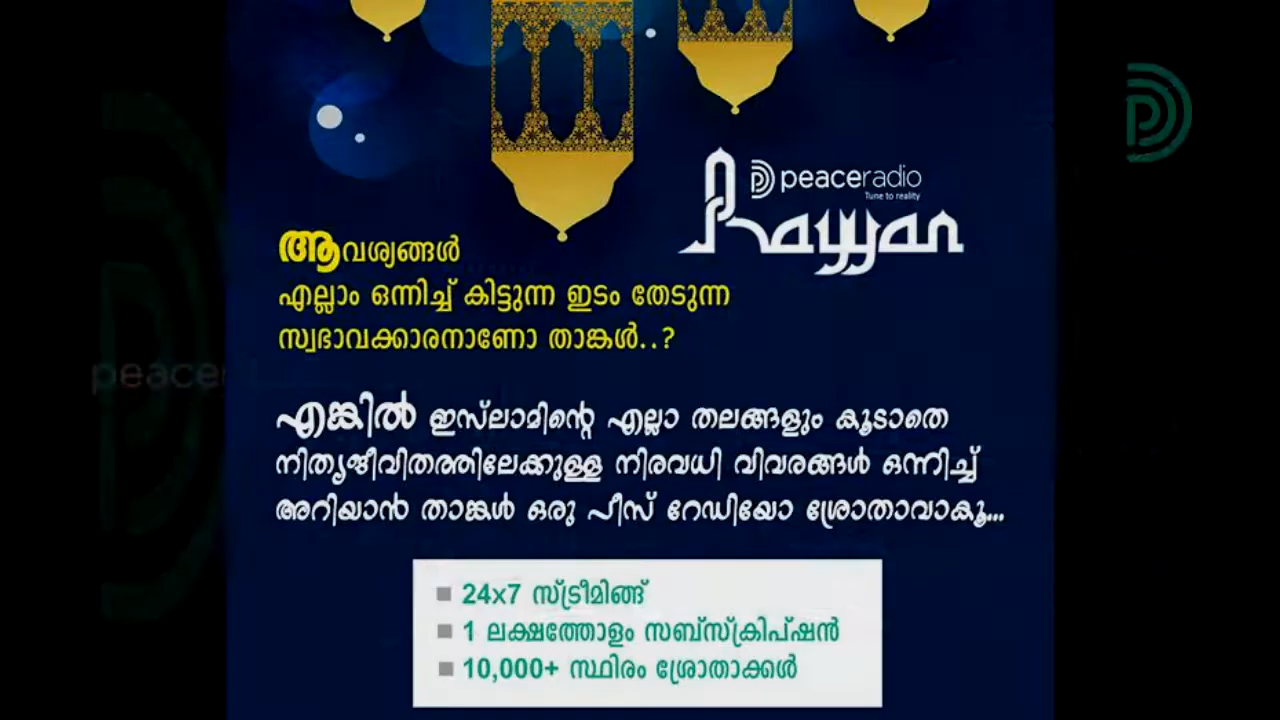 peaceradio
Tune to reality
Rayyan
ആവശ്യങ്ങൾ
എല്ലാം ഒന്നിച്ച് കിട്ടുന്ന ഇടം തേടുന്ന
സ്വഭാവക്കാരനാണോ താങ്കൾ..?
എങ്കിൽ ഇസ്‌ലാമിന്റെ എല്ലാ തലങ്ങളും കൂടാതെ
നിത്യജീവിതത്തിലേക്കുള്ള നിരവധി വിവരങ്ങൾ ഒന്നിച്ച്
അറിയാൻ താങ്കൾ ഒരു പീസ് റേഡിയോ ശ്രോതാവാകൂ...
24x7 സ്ട്രീമിങ്ങ്
1 ലക്ഷത്തോളം സബ്സ്ക്രിപ്ഷൻ
10,000+ സ്ഥിരം ശ്രോതാക്കൾ